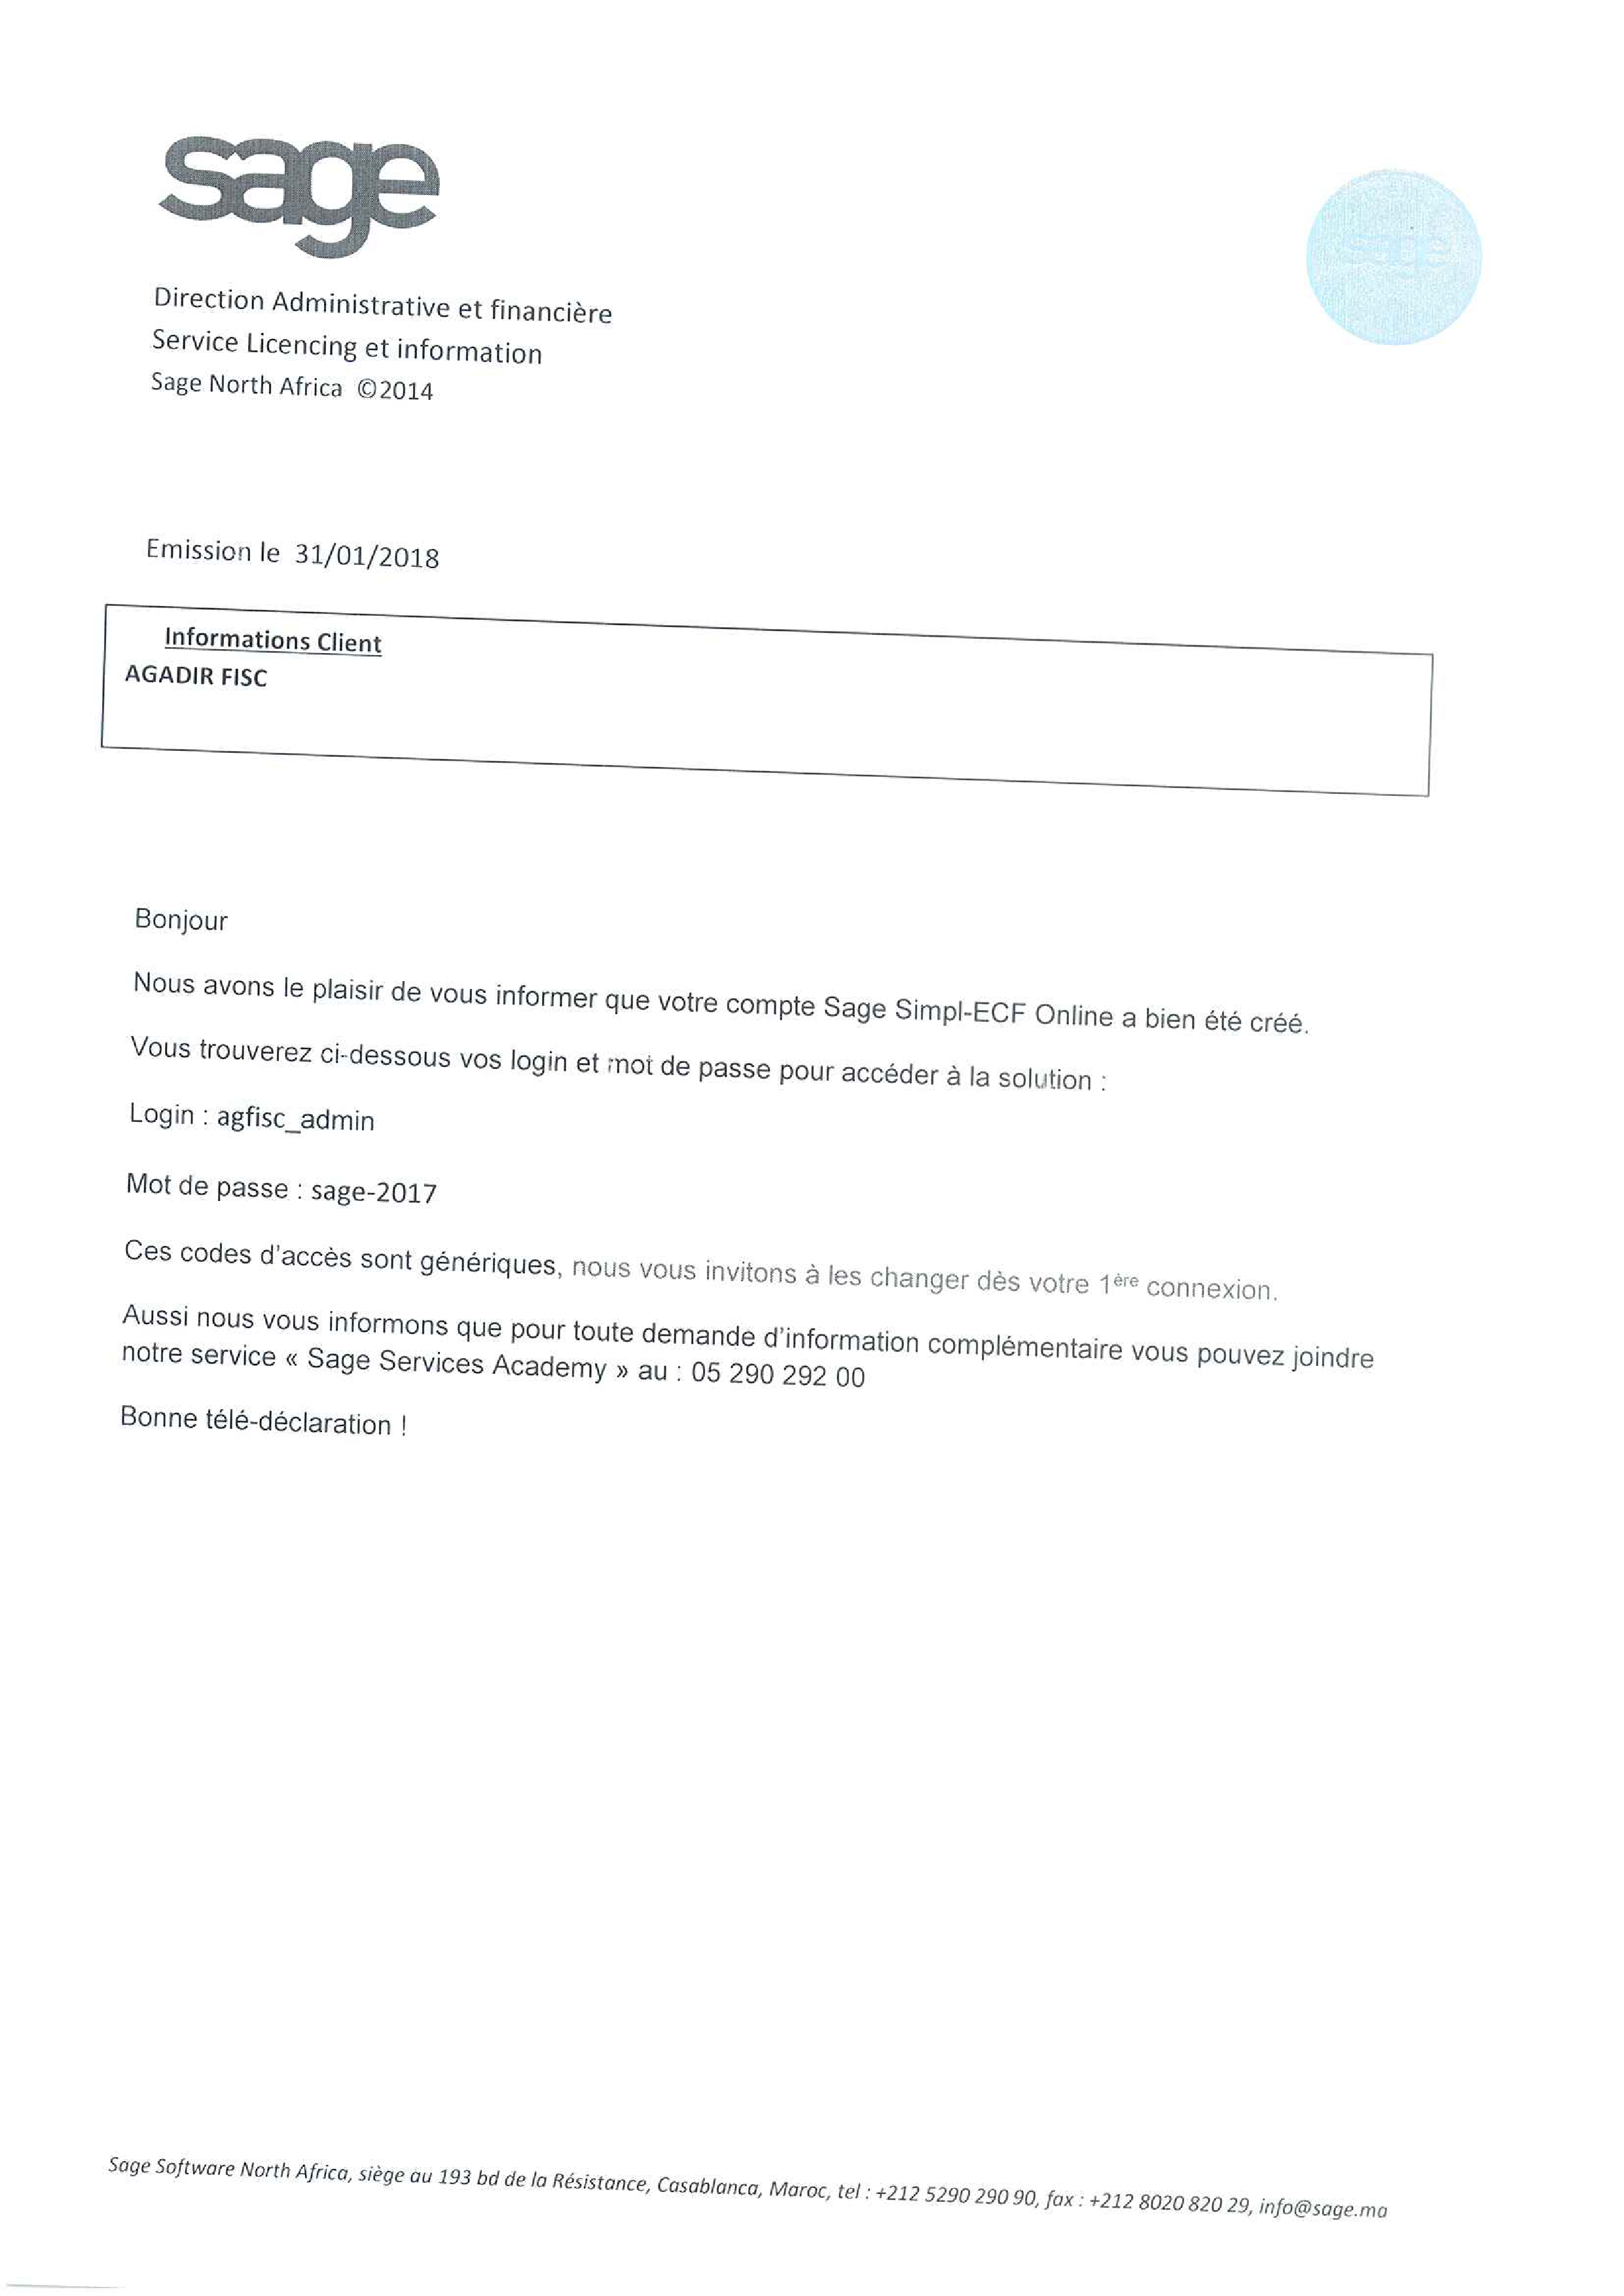 sage
sage
Direction Administrative et financière
Service Licencing et information
Sage North Africa ©2014
Emission le 31/01/2018
Informations Client
AGADIR FISC
Bonjour
Nous avons le plaisir de vous informer que votre compte Sage Simpl-ECF Online a bien été créé.
Vous trouverez ci-dessous vos login et mot de passe pour accéder à la solution :
Login : agfisc_admin
Mot de passe : sage-2017
Ces codes d'accès sont génériques, nous vous invitons à les changer dès votre 1ère connexion.
Aussi nous vous informons que pour toute demande d'information complémentaire vous pouvez joindre
notre service « Sage Services Academy » au : 05 290 292 00
Bonne télé-déclaration !
Sage Software North Africa, siège au 193 bd de la Résistance, Casablanca, Maroc, tel : +212 5290 290 90, fax : +212 8020 820 29, info@sage.ma